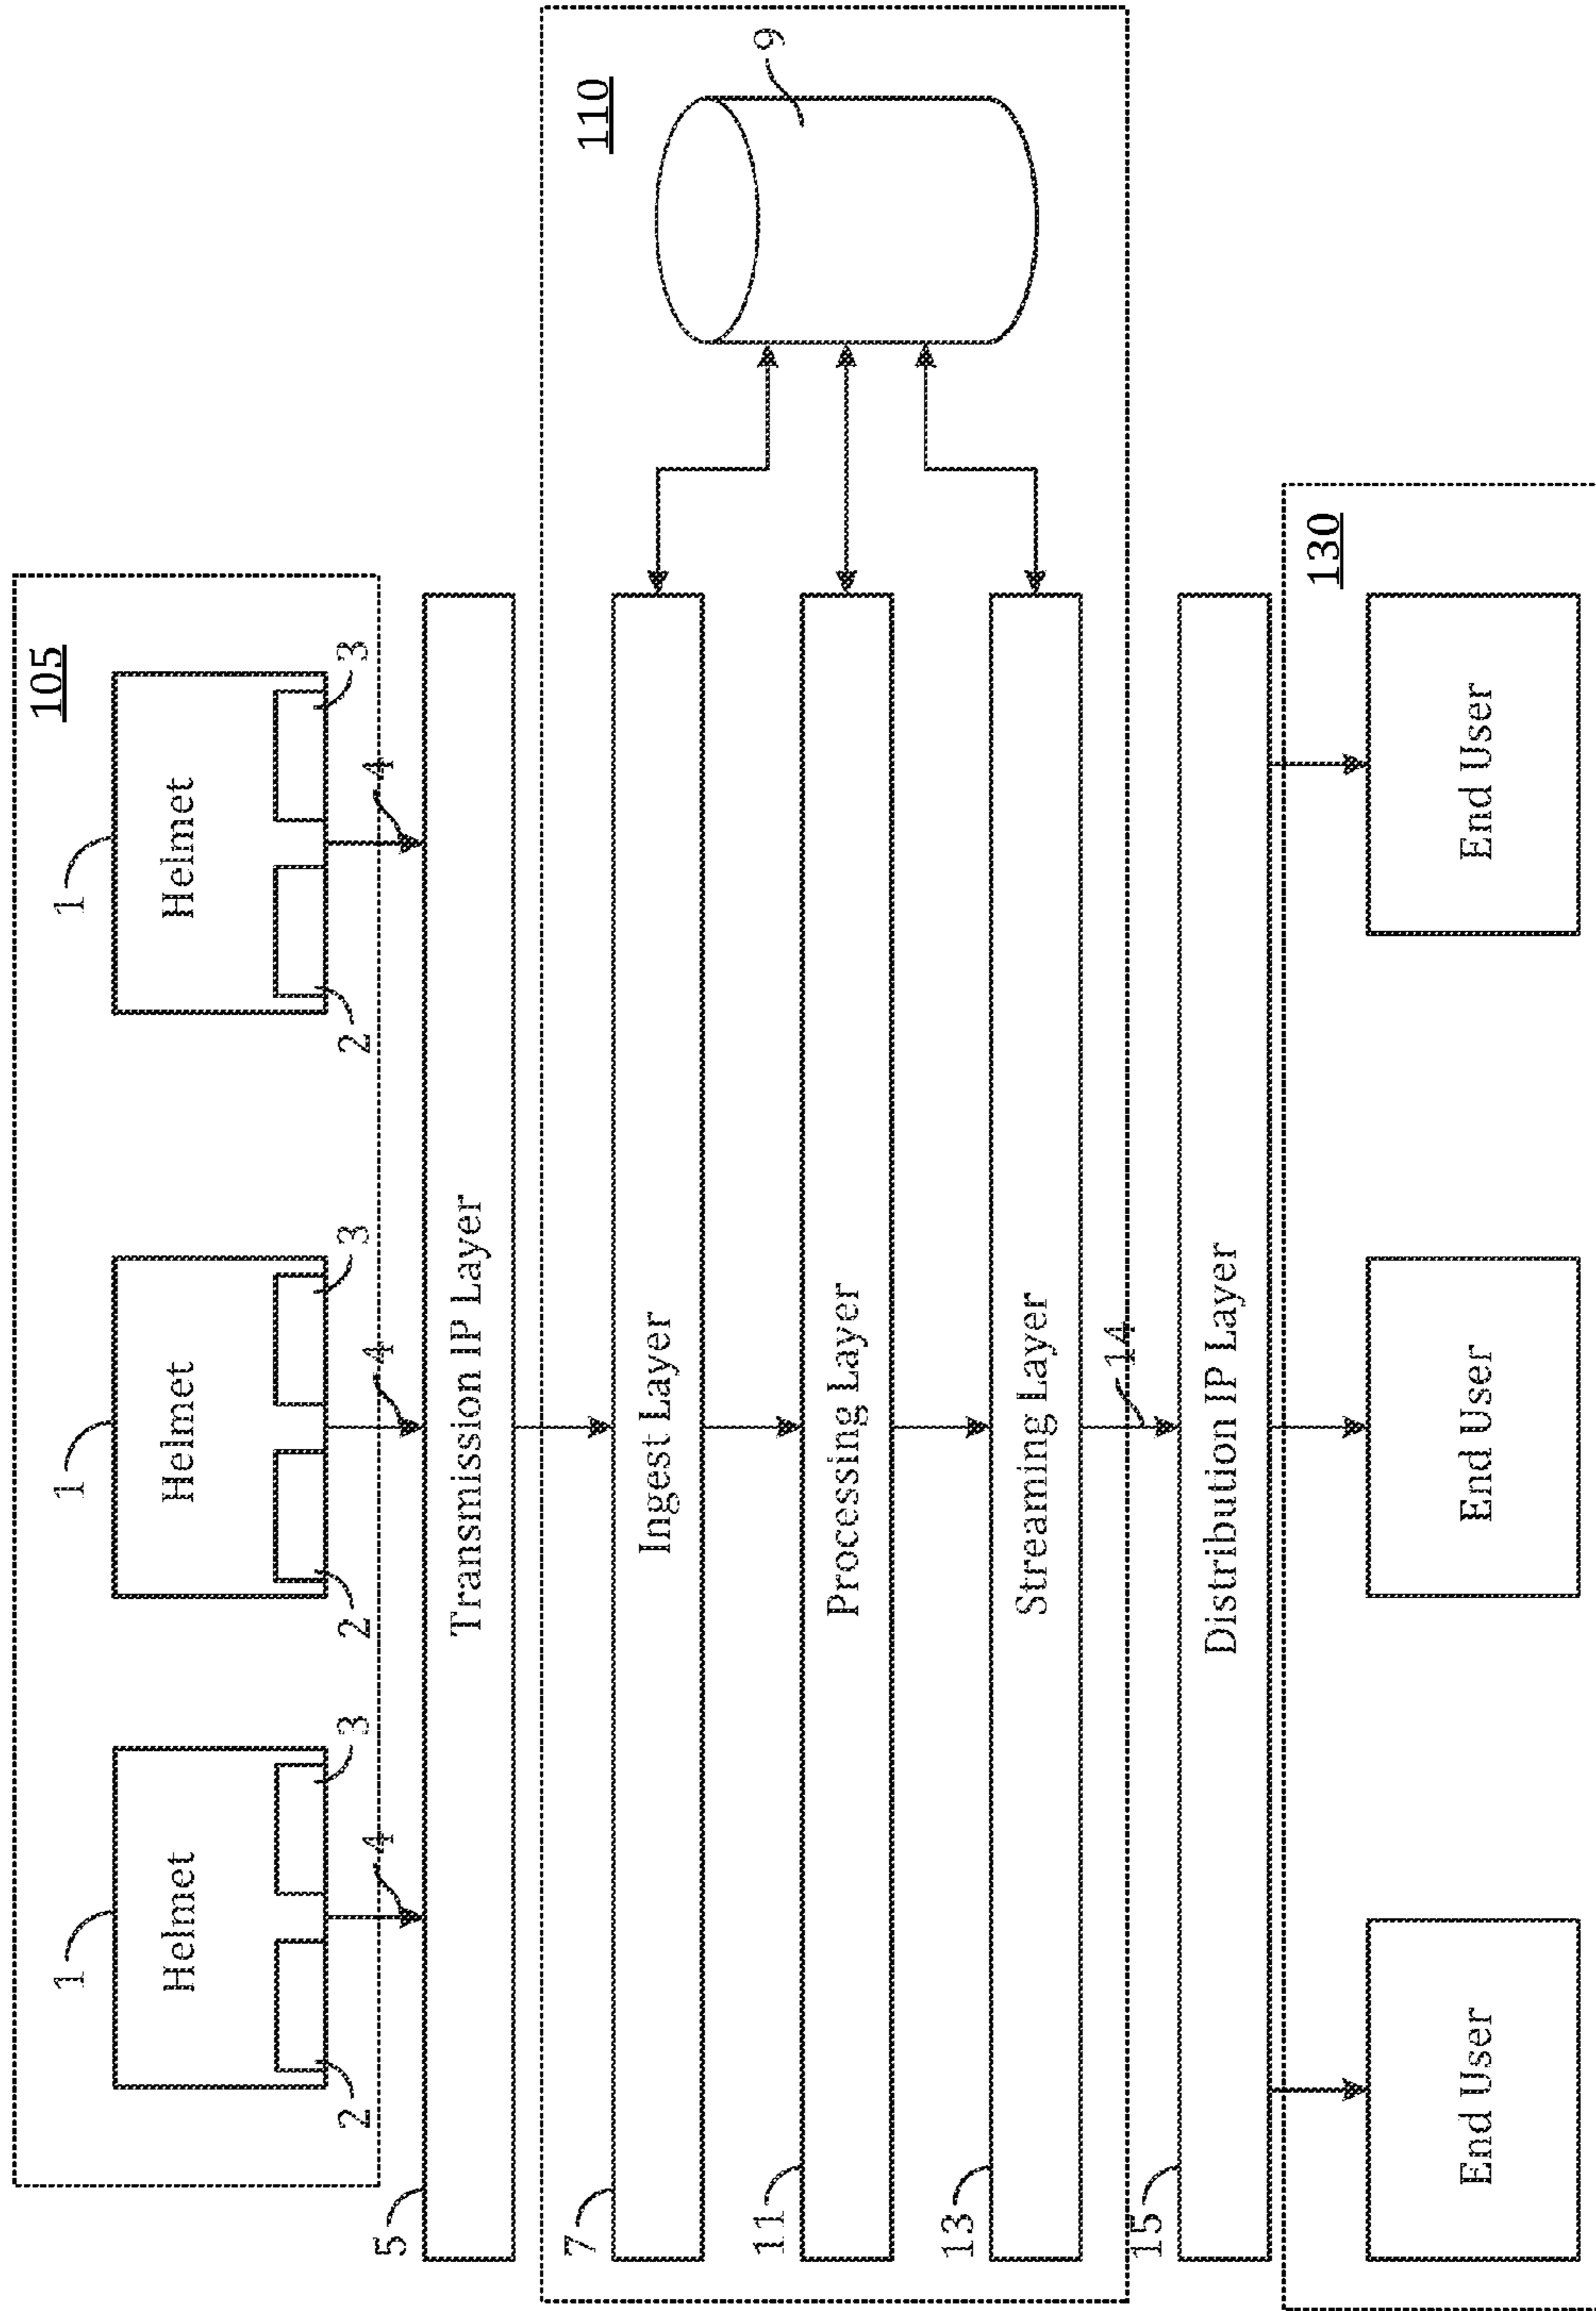 105
1
Helmet
2
3
4
1
Helmet
2
3
4
1
Helmet
2
3
4
5
Transmission IP Layer
110
7
Ingest Layer
9
11
Processing Layer
13
Streaming Layer
14
15
Distribution IP Layer
130
End User
End User
End User